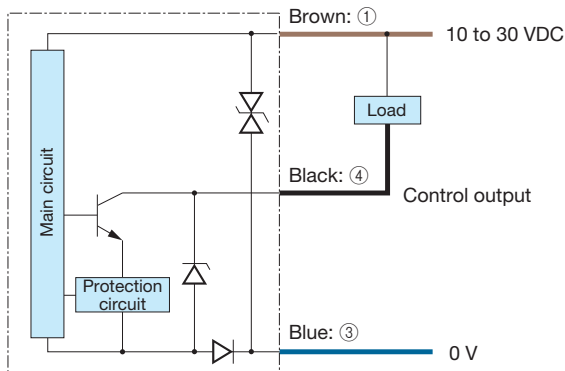 Brown: ①
10 to 30 VDC
Load
Main circuit
Black: ④
Control output
Protection
circuit
Blue: ③
0 V